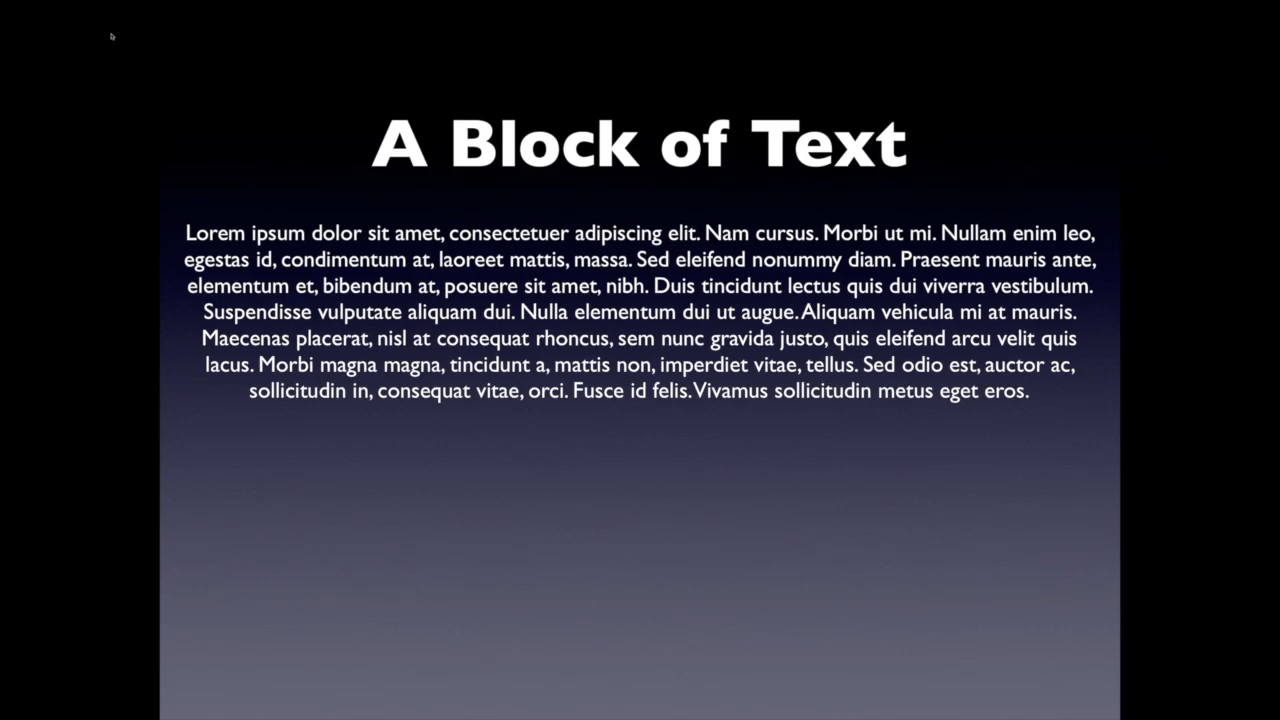 A Block of Text
Lorem ipsum dolor sit amet, consectetuer adipiscing elit. Nam cursus. Morbi ut mi. Nullam enim leo,
egestas id, condimentum at, laoreet mattis, massa. Sed eleifend nonummy diam. Praesent mauris ante,
elementum et, bibendum at, posuere sit amet, nibh. Duis tincidunt lectus quis dui viverra vestibulum.
Suspendisse vulputate aliquam dui. Nulla elementum dui ut augue. Aliquam vehicula mi at mauris.
Maecenas placerat, nisl at consequat rhoncus, sem nunc gravida justo, quis eleifend arcu velit quis
lacus. Morbi magna magna, tincidunt a, mattis non, imperdiet vitae, tellus. Sed odio est, auctor ac,
sollicitudin in, consequat vitae, orci. Fusce id felis. Vivamus sollicitudin metus eget eros.